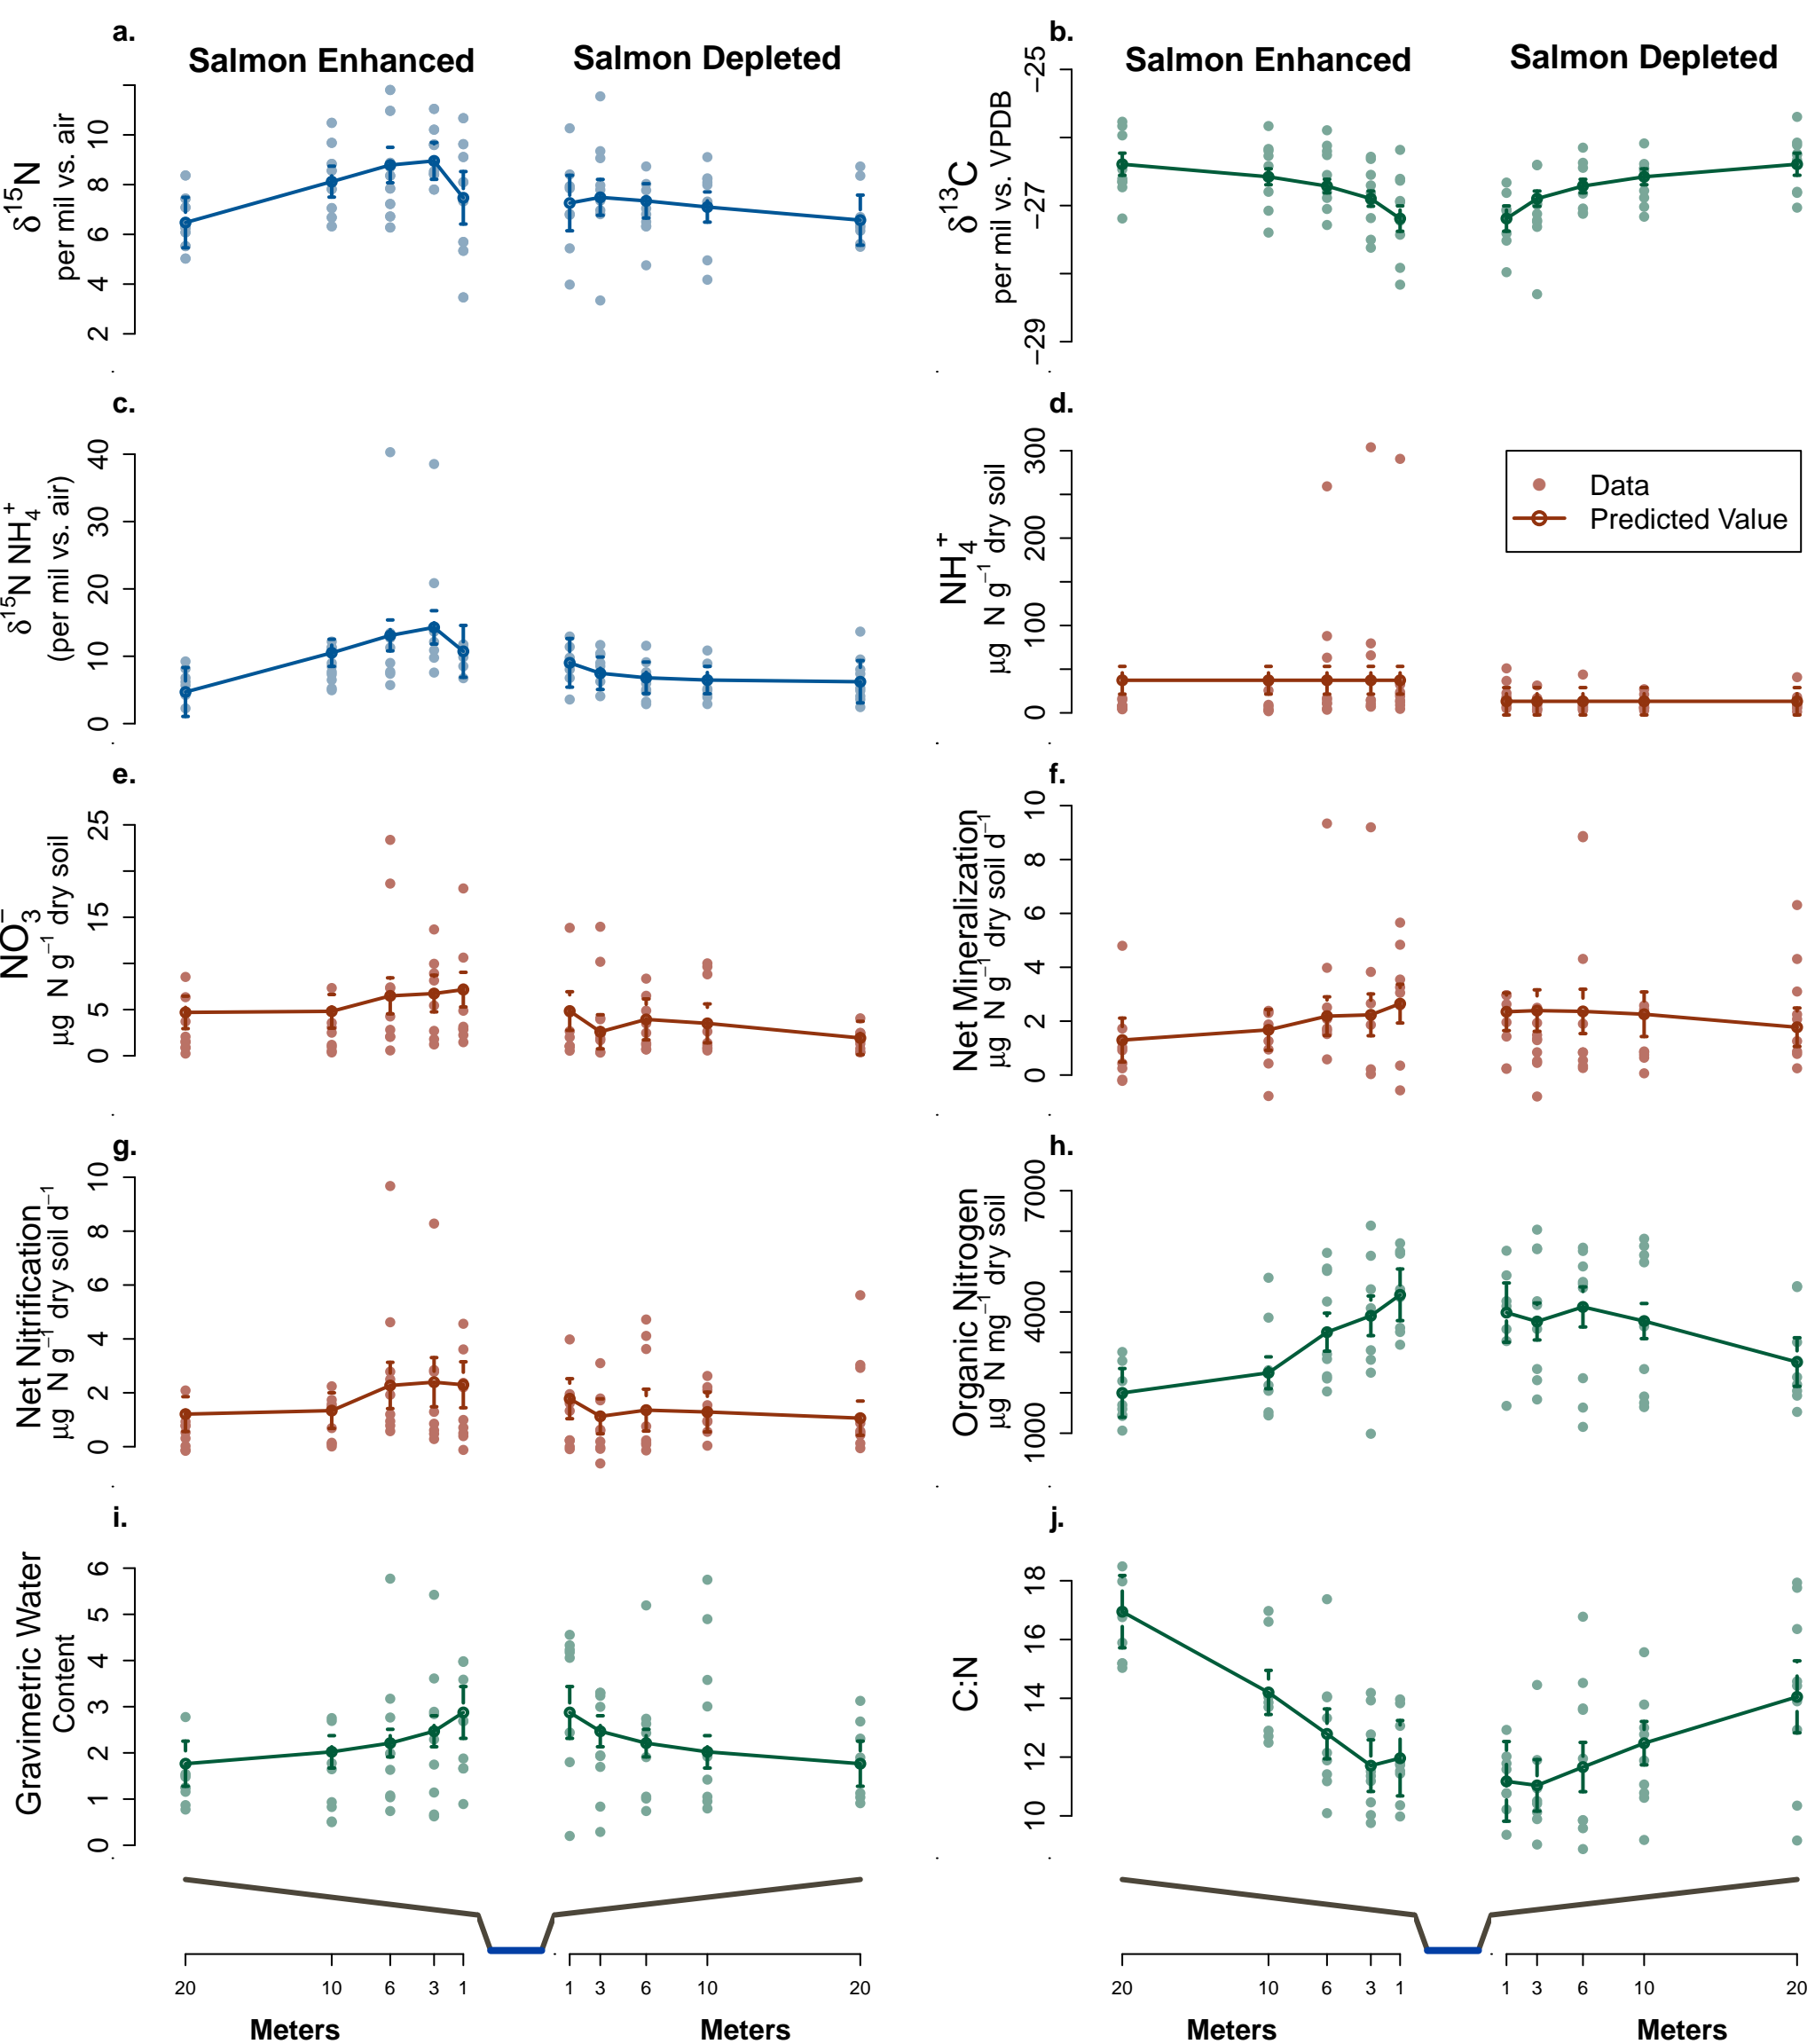 a.
Salmon Enhanced
Salmon Depleted
δ15N
per mil vs. air
2
4
6
8
10
b.
Salmon Enhanced
Salmon Depleted
δ13C
per mil vs. VPDB
−29
−27
−25
c.
δ15N NH4+
(per mil vs. air)
0
10
20
30
40
d.
NH4+
µg N g−1 dry soil
0
100
200
300
Data
Predicted Value
e.
NO3−
µg N g−1 dry soil
0
5
15
25
f.
Net Mineralization
µg N g−1 dry soil d−1
0
2
4
6
8
10
g.
Net Nitrification
µg N g−1 dry soil d−1
0
2
4
6
8
10
h.
Organic Nitrogen
µg N mg−1 dry soil
1000
4000
7000
i.
Gravimetric Water
Content
0
1
2
3
4
5
6
j.
C:N
10
12
14
16
18
20 10 6 3 1 1 3 6 10 20
Meters Meters
20 10 6 3 1 1 3 6 10 20
Meters Meters